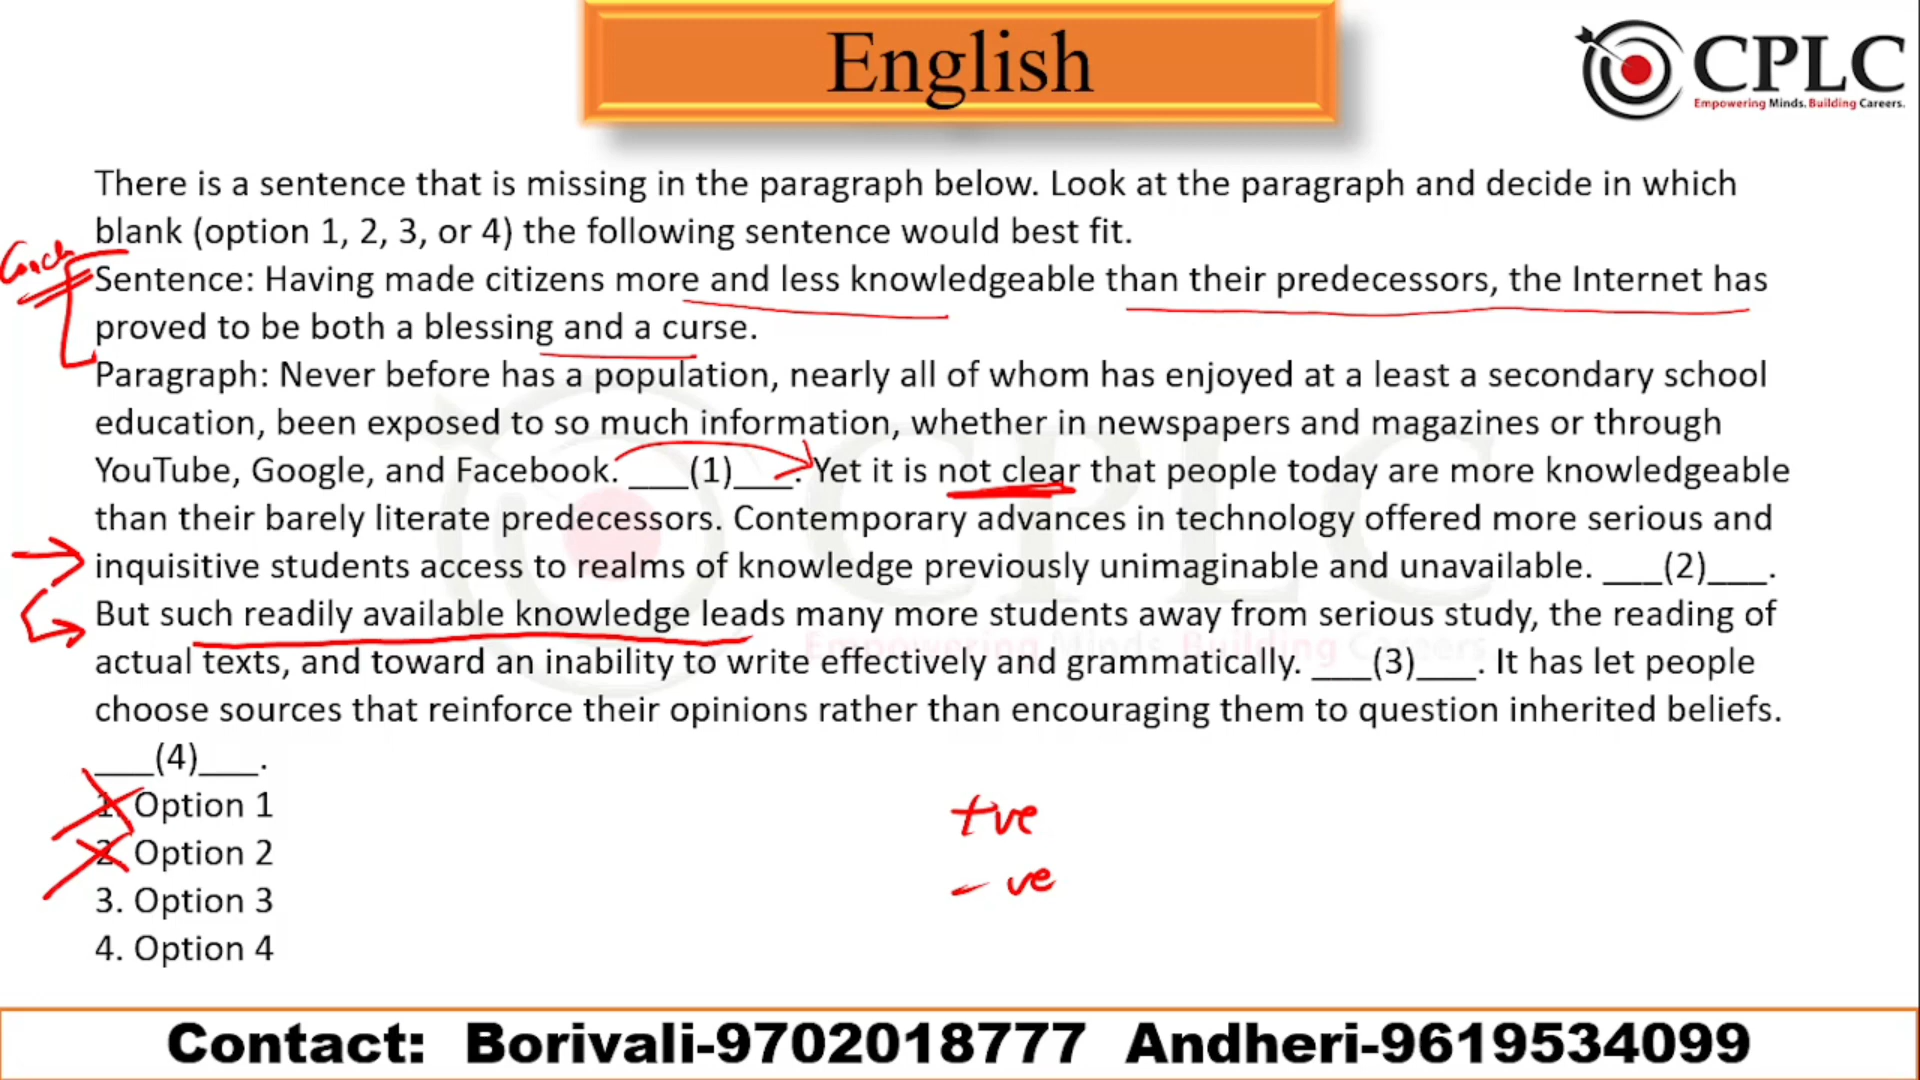 English
CPLC
Empowering Minds. Building Careers.
There is a sentence that is missing in the paragraph below. Look at the paragraph and decide in which
blank (option 1, 2, 3, or 4) the following sentence would best fit.
Sentence: Having made citizens more and less knowledgeable than their predecessors, the Internet has
proved to be both a blessing and a curse.
Paragraph: Never before has a population, nearly all of whom has enjoyed at a least a secondary school
education, been exposed to so much information, whether in newspapers and magazines or through
YouTube, Google, and Facebook. ___(1)___. Yet it is not clear that people today are more knowledgeable
than their barely literate predecessors. Contemporary advances in technology offered more serious and
inquisitive students access to realms of knowledge previously unimaginable and unavailable. ___(2)___.
But such readily available knowledge leads many more students away from serious study, the reading of
actual texts, and toward an inability to write effectively and grammatically. ___(3)___. It has let people
choose sources that reinforce their opinions rather than encouraging them to question inherited beliefs.
___(4)___.
1. Option 1
2. Option 2
3. Option 3
4. Option 4
+ve
- ve
Contact: Borivali-9702018777 Andheri-9619534099